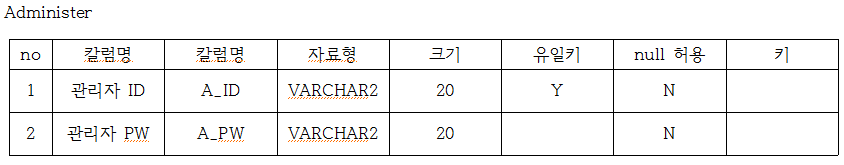 Administer
no 칼럼명 칼럼명 자료형 크기 유일키 null 허용 키
1 관리자 ID A_ID VARCHAR2 20 Y N
2 관리자 PW A_PW VARCHAR2 20 N